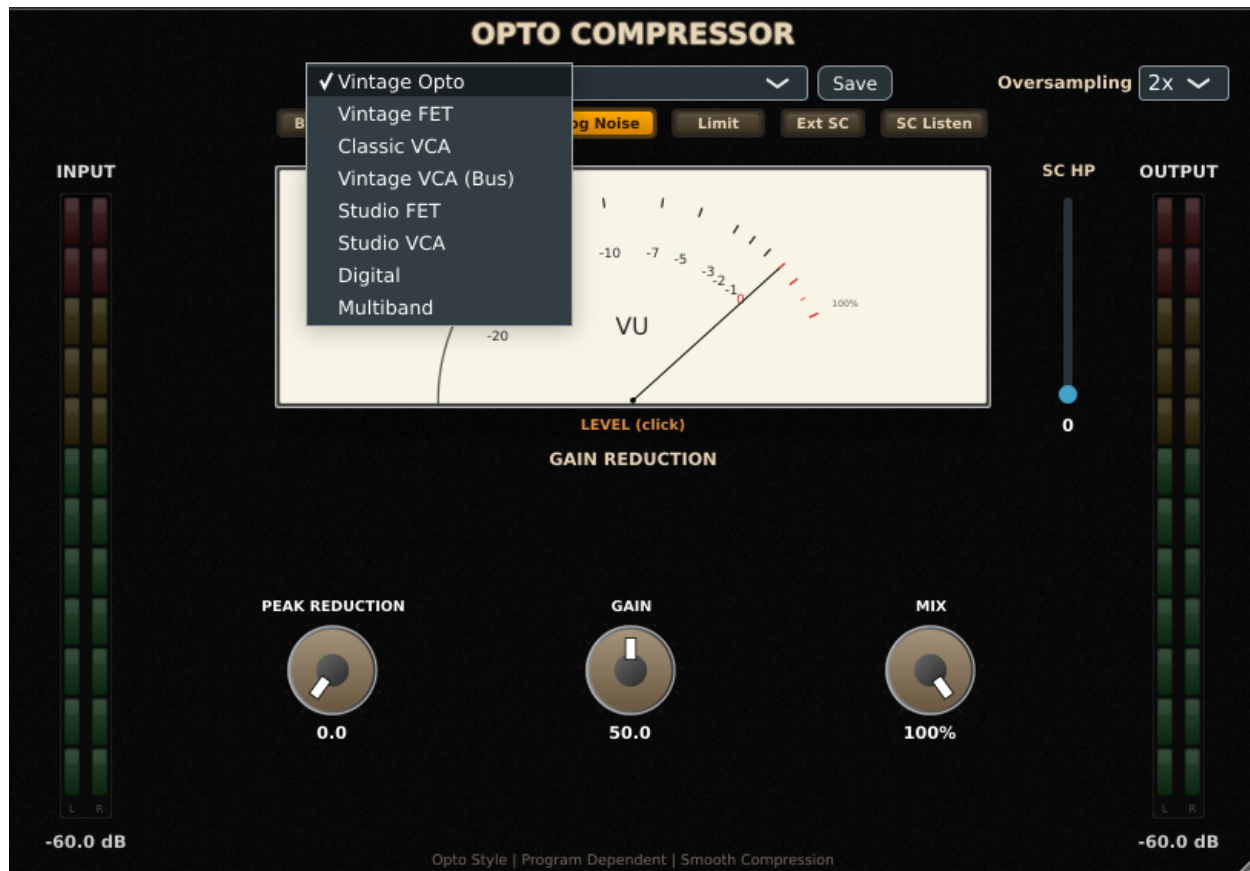 OPTO COMPRESSOR
✓ Vintage Opto
Vintage FET
Classic VCA
Vintage VCA (Bus)
Studio FET
Studio VCA
Digital
Multiband
Save
Oversampling 2x
Noise
Limit
Ext SC
SC Listen
INPUT
L R
-60.0 dB
-20
-10
-7
-5
-3
-2
-1
0
100%
VU
LEVEL (click)
GAIN REDUCTION
SC HP
0
OUTPUT
L R
-60.0 dB
PEAK REDUCTION
0.0
GAIN
50.0
MIX
100%
Opto Style | Program Dependent | Smooth Compression